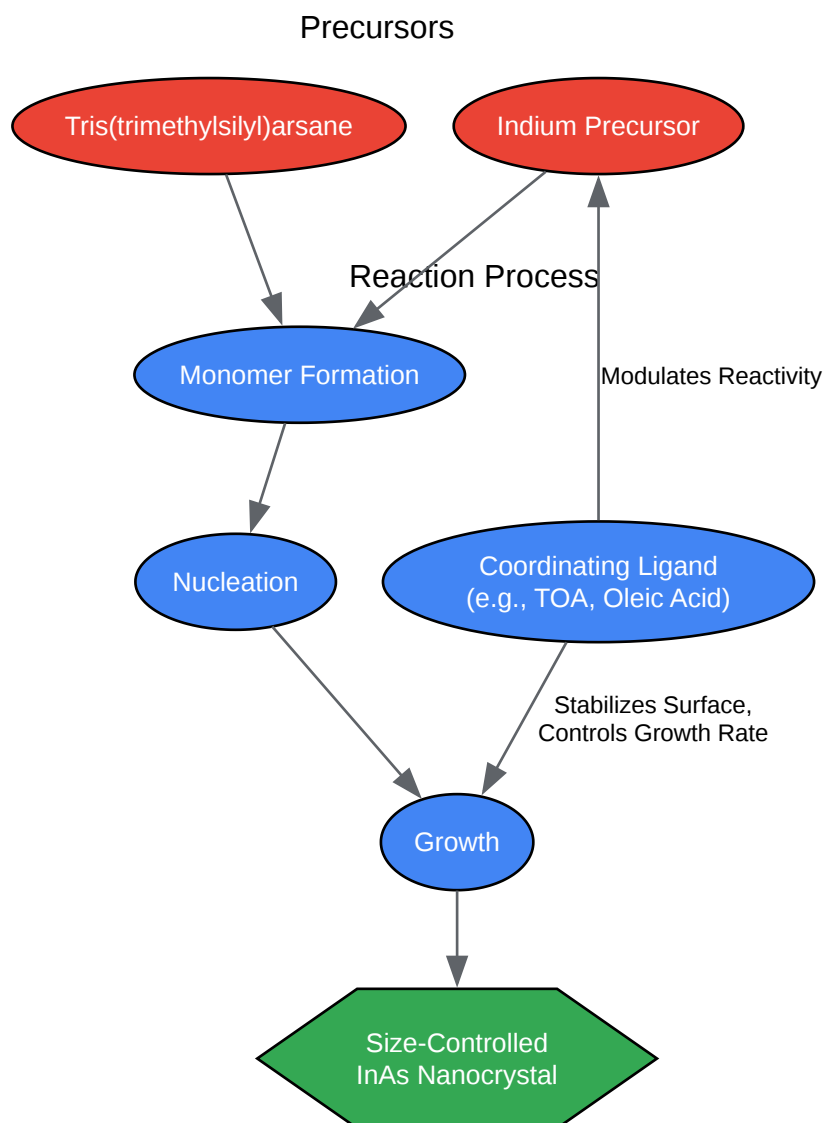 Precursors
Tris(trimethylsilyl)arsane
Indium Precursor
Reaction Process
Monomer Formation
Modulates Reactivity
Nucleation
Coordinating Ligand
(e.g., TOA, Oleic Acid)
Stabilizes Surface,
Controls Growth Rate
Growth
Size-Controlled
InAs Nanocrystal